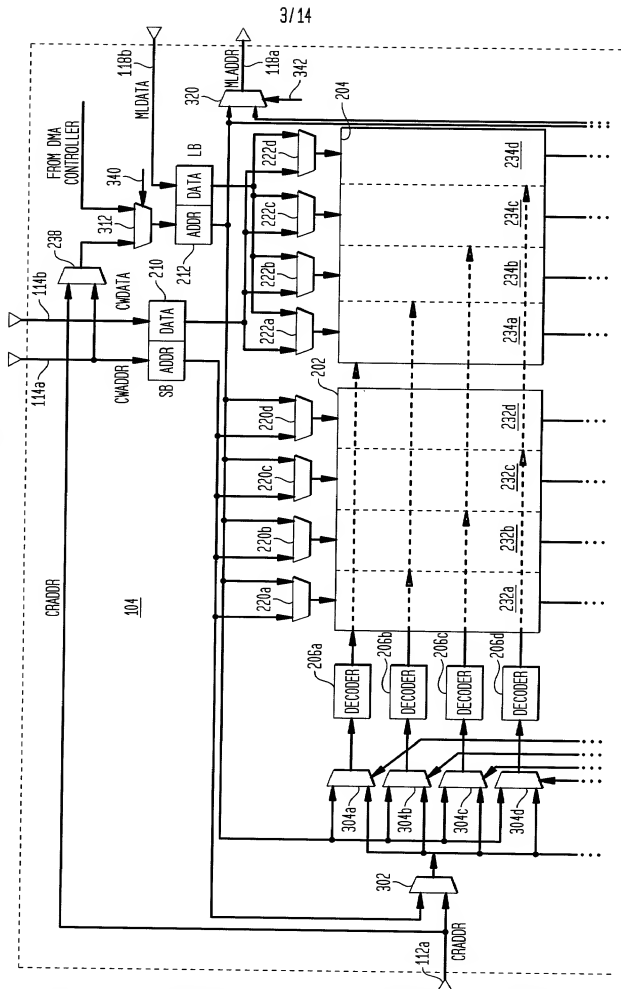 3/14
118b
MLDATA
MLADDR
118a
320
342
FROM DMA
CONTROLLER
340
312
238
LB
ADDR
DATA
212
114b
CWDATA
210
114a
CWADDR
ADDR
DATA
SB
204
222a
222b
222c
222d
234a
234b
234c
234d
202
220a
220b
220c
220d
232a
232b
232c
232d
CRADDR
104
206a
DECODER
206b
DECODER
206c
DECODER
206d
DECODER
304a
304b
304c
304d
302
CRADDR
112a